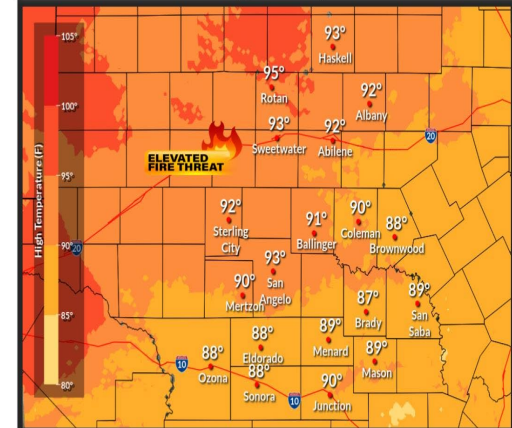 105°
100°
95°
90°
85°
80°
High Temperature (F)
93°
Haskell
95°
Rotan
92°
Albany
93°
Sweetwater
92°
Abilene
20
ELEVATED
FIRE THREAT
92°
Sterling
City
91°
Ballinger
90°
Coleman
88°
Brownwood
20
93°
San
Angelo
90°
Mertzon
87°
Brady
89°
San
Saba
88°
Eldorado
89°
Menard
89°
Mason
10
88°
Ozona
88°
Sonora
10
90°
Junction